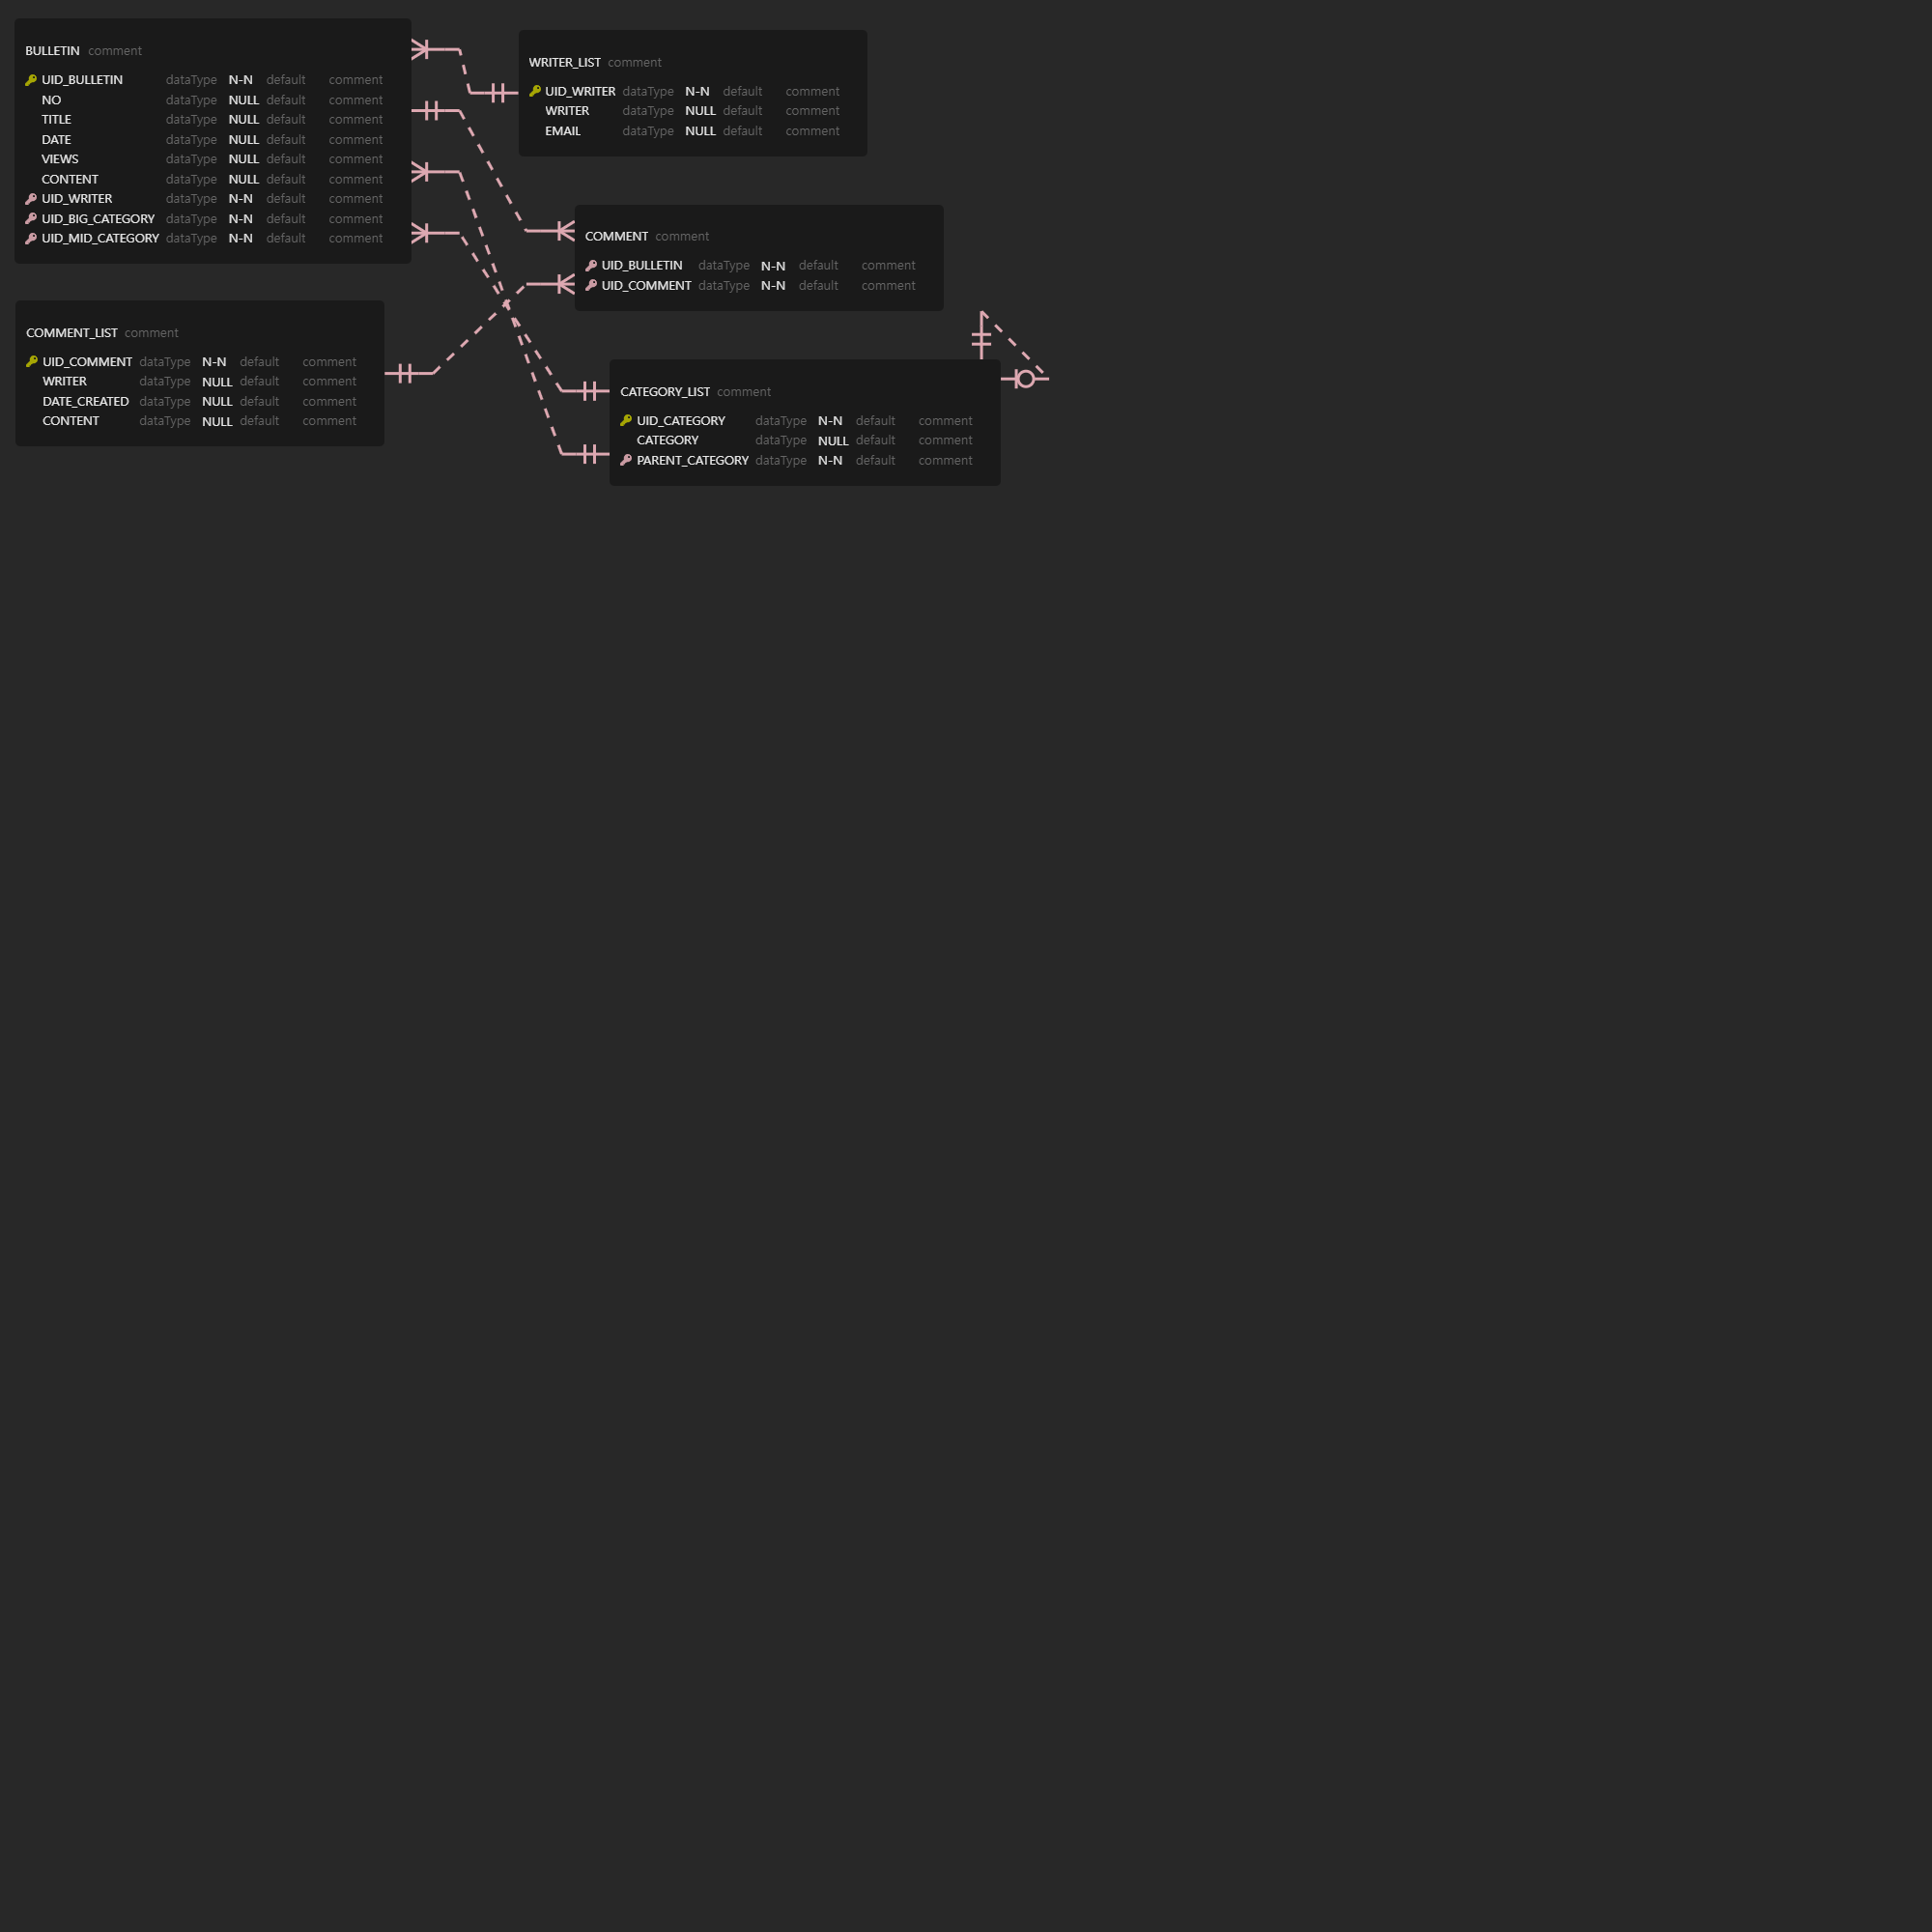 BULLETIN comment
UID_BULLETIN dataType N-N default comment
NO dataType NULL default comment
TITLE dataType NULL default comment
DATE dataType NULL default comment
VIEWS dataType NULL default comment
CONTENT dataType NULL default comment
UID_WRITER dataType N-N default comment
UID_BIG_CATEGORY dataType N-N default comment
UID_MID_CATEGORY dataType N-N default comment
WRITER_LIST comment
UID_WRITER dataType N-N default comment
WRITER dataType NULL default comment
EMAIL dataType NULL default comment
COMMENT comment
UID_BULLETIN dataType N-N default comment
UID_COMMENT dataType N-N default comment
COMMENT_LIST comment
UID_COMMENT dataType N-N default comment
WRITER dataType NULL default comment
DATE_CREATED dataType NULL default comment
CONTENT dataType NULL default comment
CATEGORY_LIST comment
UID_CATEGORY dataType N-N default comment
CATEGORY dataType NULL default comment
PARENT_CATEGORY dataType N-N default comment